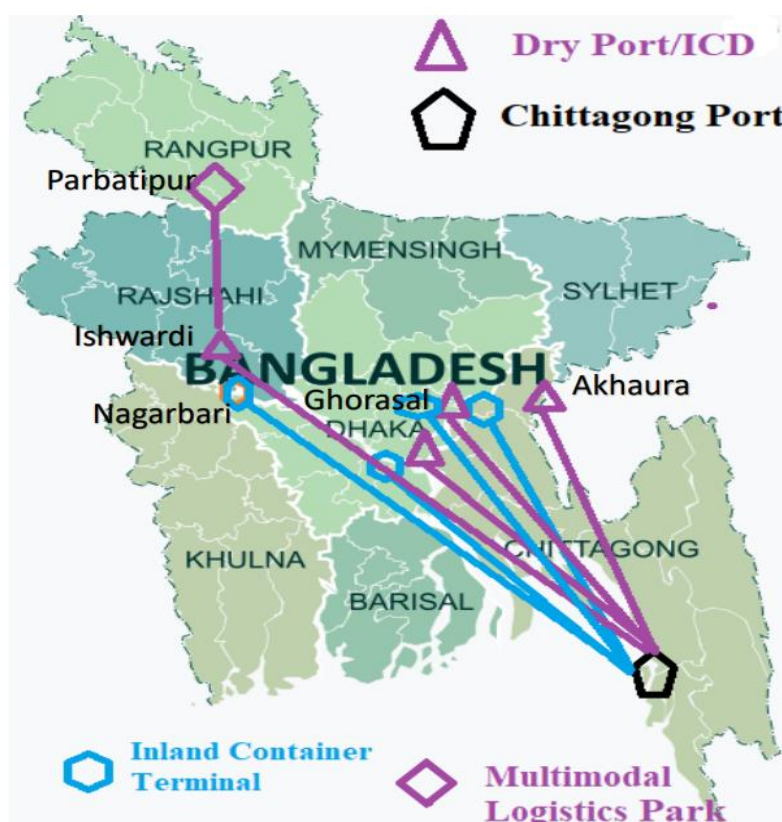 Dry Port/ICD
Chittagong Port
RANGPUR
Parbatipur
MYMENSINGH
SYLHET
RAJSHAHI
Ishwardi
BANGLADESH
Akhaura
Nagarbari
Ghorasal
DHAKA
CHITTAGONG
KHULNA
BARISAL
Inland Container
Terminal
Multimodal
Logistics Park